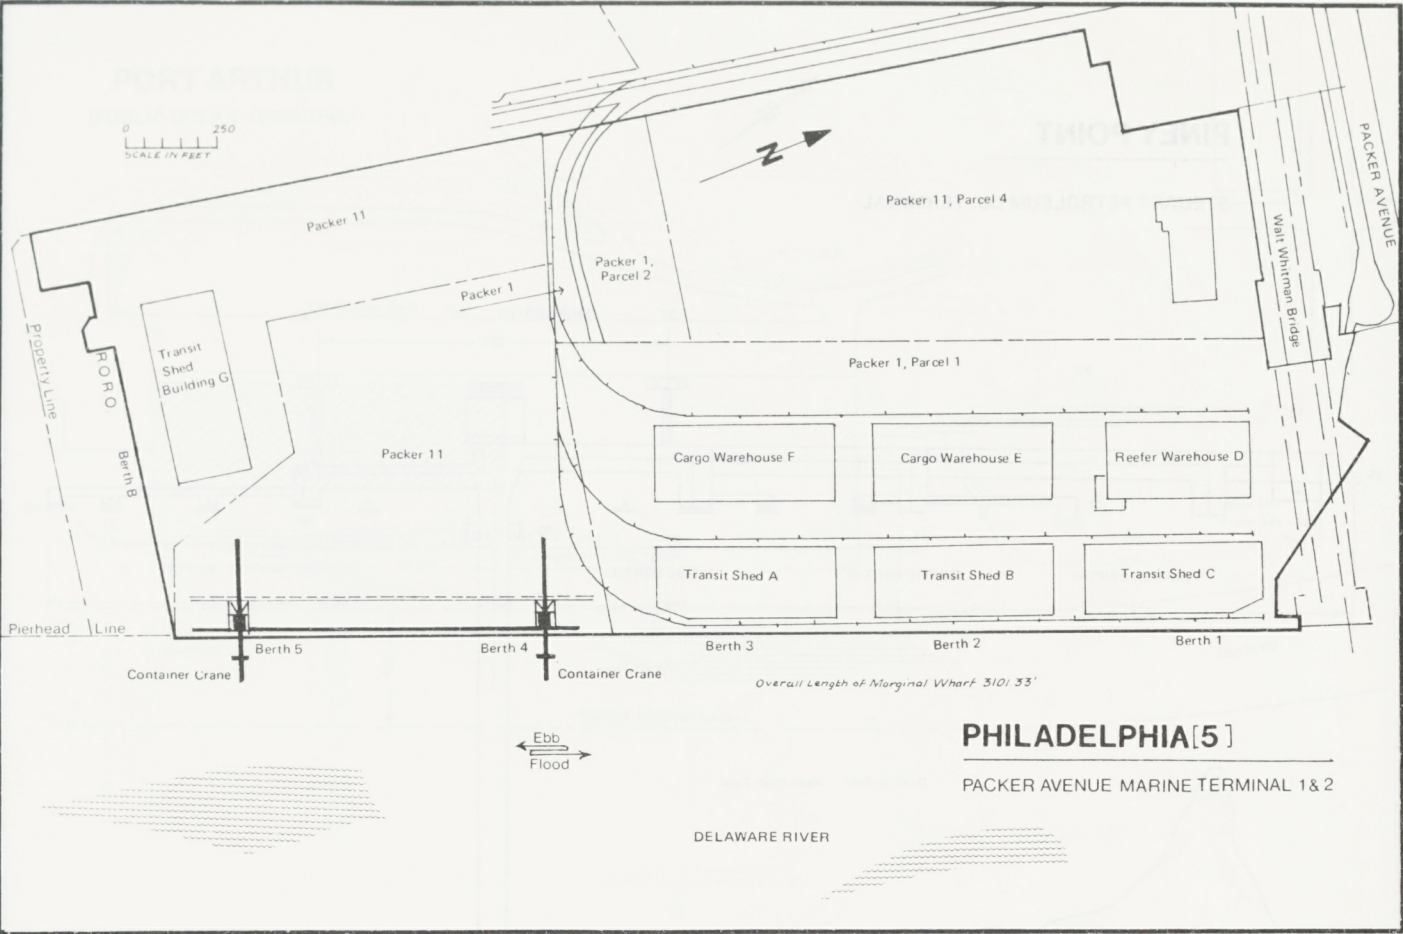 0 250
SCALE IN FEET
N
PACKER AVENUE
Packer 11
Packer 11, Parcel 4
Packer 1,
Parcel 2
Packer 1
Walt Whitman Bridge
Property Line
R O R O.
Berth B
Transit
Shed
Building G
Packer 1, Parcel 1
Packer 11
Cargo Warehouse F
Cargo Warehouse E
Reefer Warehouse D
Transit Shed A
Transit Shed B
Transit Shed C
Pierhead Line
Berth 5
Berth 4
Berth 3
Berth 2
Berth 1
Container Crane
Container Crane
Overall Length of Marginal Wharf 3101 33'
PHILADELPHIA[5]
PACKER AVENUE MARINE TERMINAL 1&2
Ebb
Flood
DELAWARE RIVER